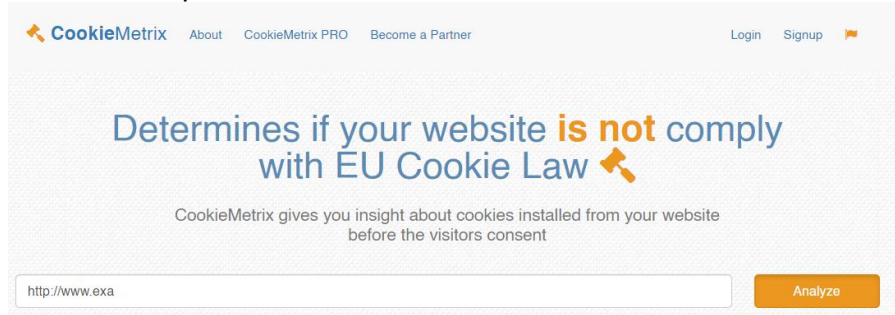 CookieMetrix About CookieMetrix PRO Become a Partner Login Signup
Determines if your website is not comply
with EU Cookie Law
CookieMetrix gives you insight about cookies installed from your website
before the visitors consent
http://www.exa Analyze